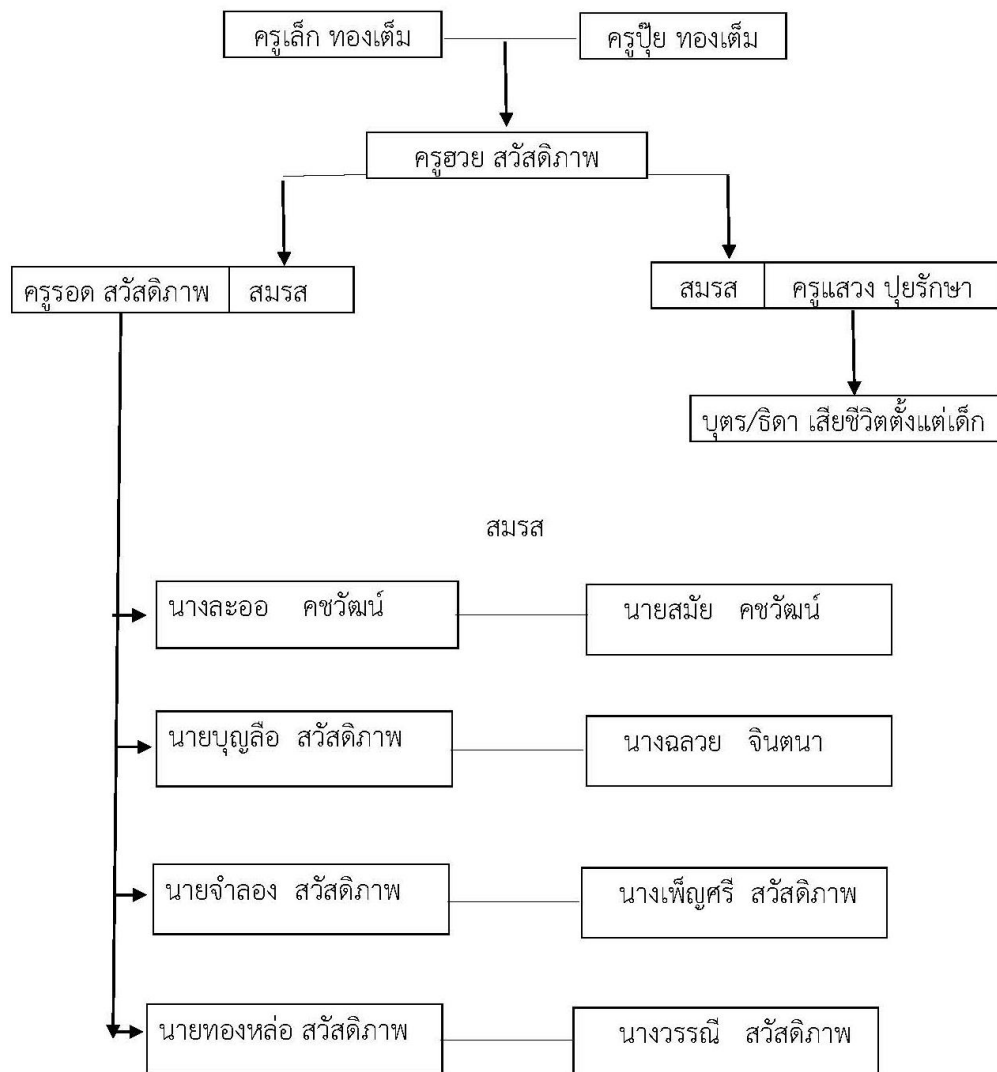 ครูเล็ก ทองเต็ม ครูปุ๊ย ทองเต็ม
ครูฮวย สวัสดิภาพ
ครูรอด สวัสดิภาพ สมรส สมรส ครูแสวง ปุยรักษา
บุตร/ธิดา เสียชีวิตตั้งแต่เด็ก
สมรส
นางละออ คชวัฒน์ นายสมัย คชวัฒน์
นายบุญลือ สวัสดิภาพ นางฉลวย จินตนา
นายจำลอง สวัสดิภาพ นางเพ็ญศรี สวัสดิภาพ
นายทองหล่อ สวัสดิภาพ นางวรรณี สวัสดิภาพ